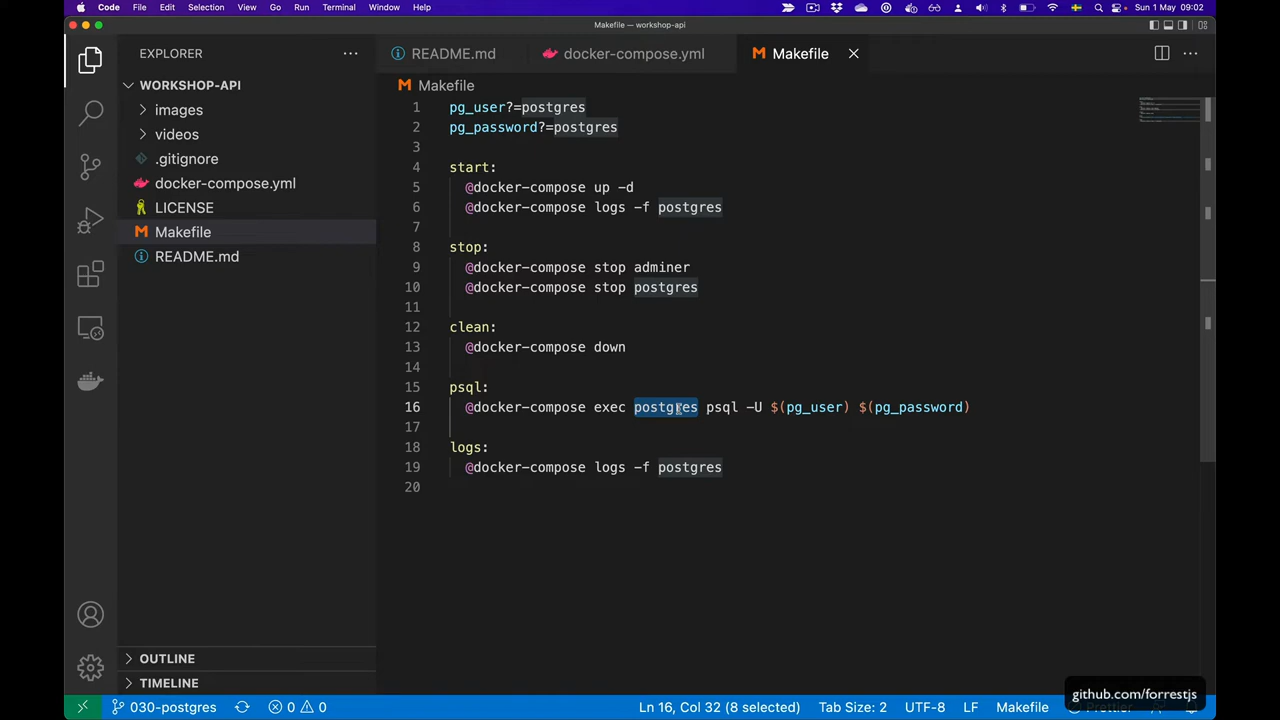 Code File Edit Selection View Go Run Terminal Window Help Sun 1 May 09:02
Makefile — workshop-api
EXPLORER
README.md docker-compose.yml Makefile
WORKSHOP-API
images
videos
.gitignore
docker-compose.yml
LICENSE
Makefile
README.md
OUTLINE
TIMELINE
Makefile
1 pg_user?=postgres
2 pg_password?=postgres
3
4 start:
5 @docker-compose up -d
6 @docker-compose logs -f postgres
7
8 stop:
9 @docker-compose stop adminer
10 @docker-compose stop postgres
11
12 clean:
13 @docker-compose down
14
15 psql:
16 @docker-compose exec postgres psql -U $(pg_user) $(pg_password)
17
18 logs:
19 @docker-compose logs -f postgres
20
github.com/forrestjs
030-postgres 0 0 Ln 16, Col 32 (8 selected) Tab Size: 2 UTF-8 LF Makefile Prettier